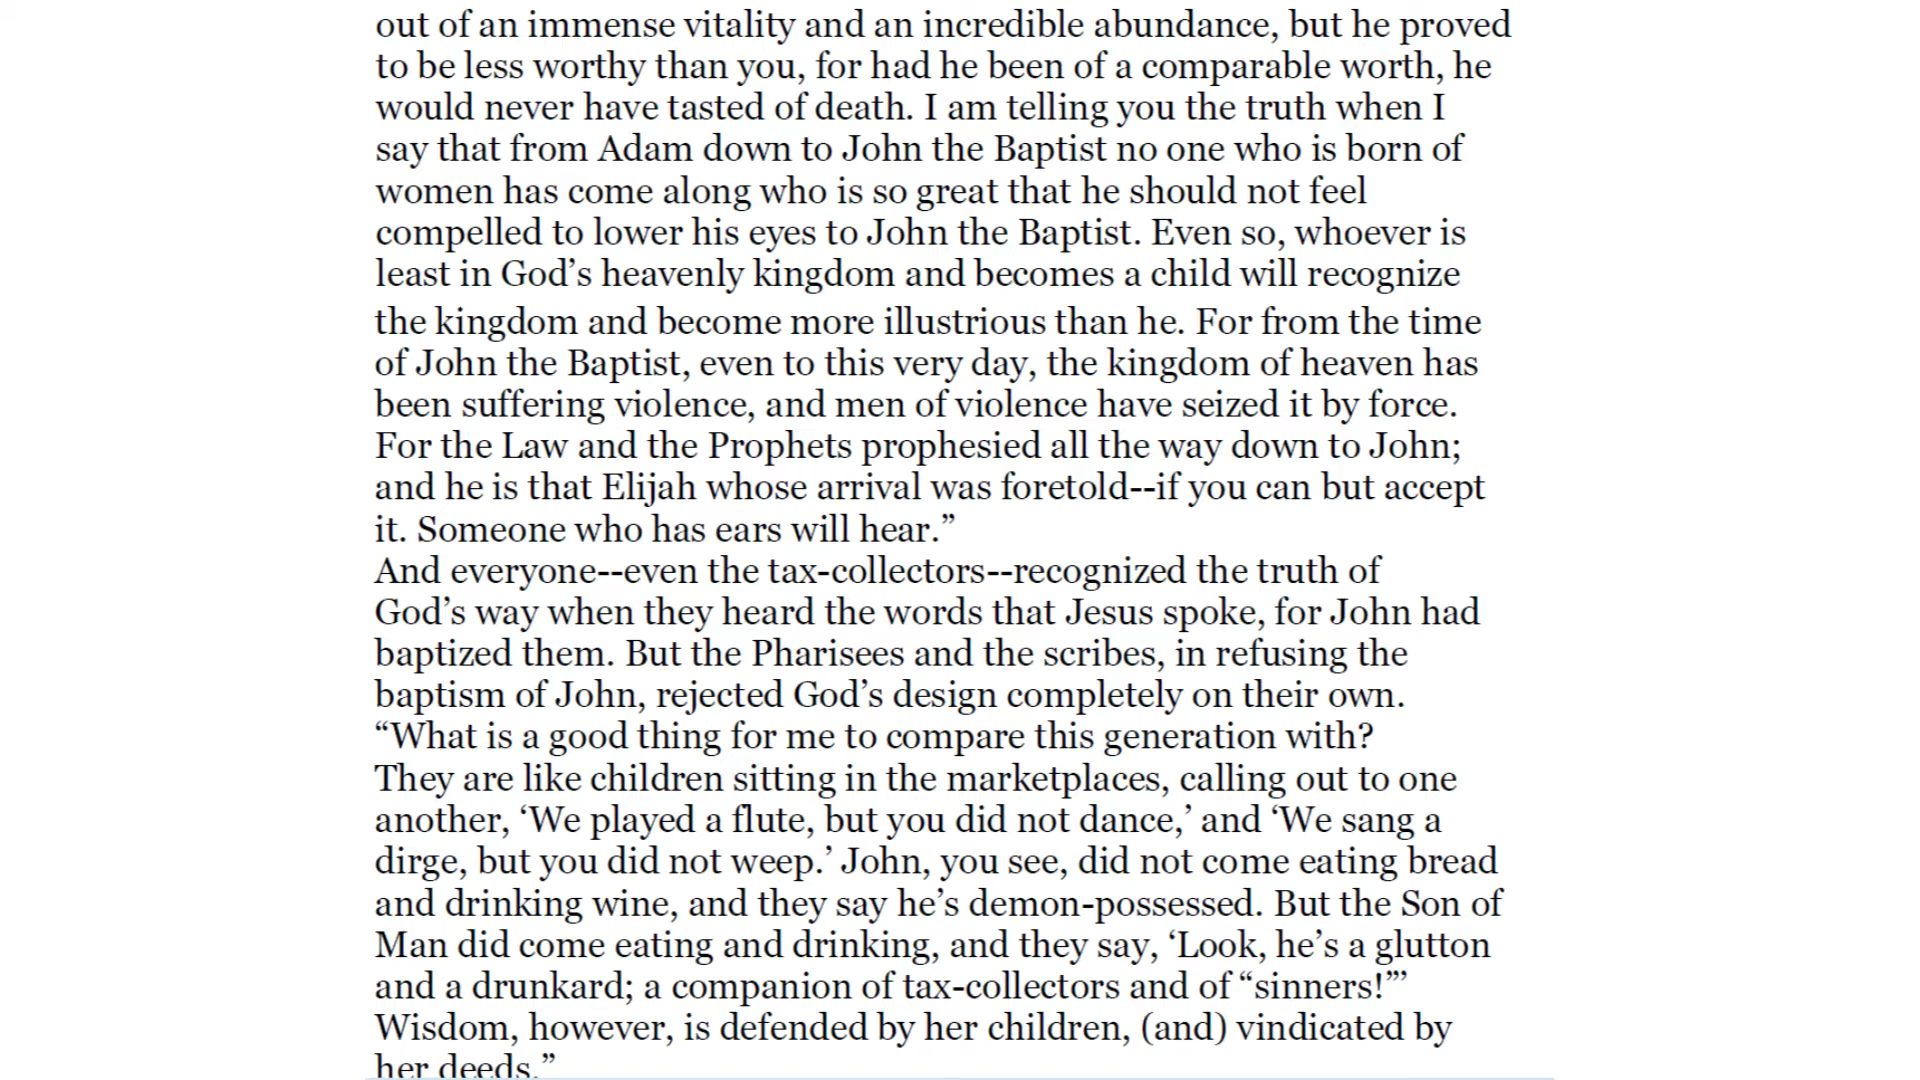 out of an immense vitality and an incredible abundance, but he proved
to be less worthy than you, for had he been of a comparable worth, he
would never have tasted of death. I am telling you the truth when I
say that from Adam down to John the Baptist no one who is born of
women has come along who is so great that he should not feel
compelled to lower his eyes to John the Baptist. Even so, whoever is
least in God’s heavenly kingdom and becomes a child will recognize
the kingdom and become more illustrious than he. For from the time
of John the Baptist, even to this very day, the kingdom of heaven has
been suffering violence, and men of violence have seized it by force.
For the Law and the Prophets prophesied all the way down to John;
and he is that Elijah whose arrival was foretold--if you can but accept
it. Someone who has ears will hear.”
And everyone--even the tax-collectors--recognized the truth of
God’s way when they heard the words that Jesus spoke, for John had
baptized them. But the Pharisees and the scribes, in refusing the
baptism of John, rejected God’s design completely on their own.
“What is a good thing for me to compare this generation with?
They are like children sitting in the marketplaces, calling out to one
another, ‘We played a flute, but you did not dance,’ and ‘We sang a
dirge, but you did not weep.’ John, you see, did not come eating bread
and drinking wine, and they say he’s demon-possessed. But the Son of
Man did come eating and drinking, and they say, ‘Look, he’s a glutton
and a drunkard; a companion of tax-collectors and of “sinners!”’
Wisdom, however, is defended by her children, (and) vindicated by
her deeds.”